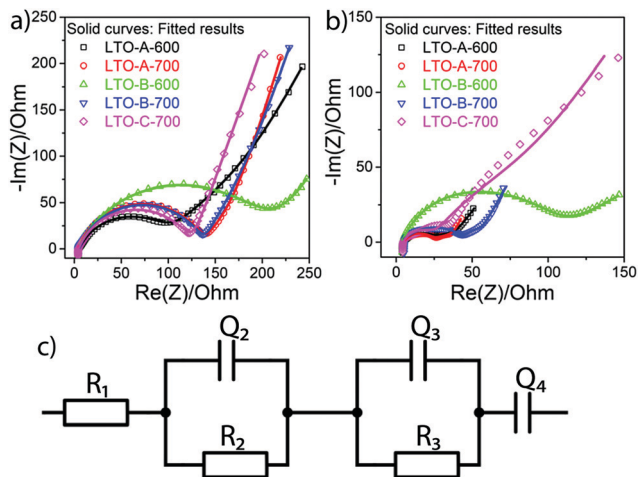 a)
Solid curves: Fitted results
LTO-A-600
LTO-A-700
LTO-B-600
LTO-B-700
LTO-C-700
-Im(Z)/Ohm
250
200
150
100
50
0
0 50 100 150 200 250
Re(Z)/Ohm
b)
Solid curves: Fitted results
LTO-A-600
LTO-A-700
LTO-B-600
LTO-B-700
LTO-C-700
-Im(Z)/Ohm
150
100
50
0
0 50 100 150
Re(Z)/Ohm
c)
Q2
Q3
R1
Q4
R2
R3